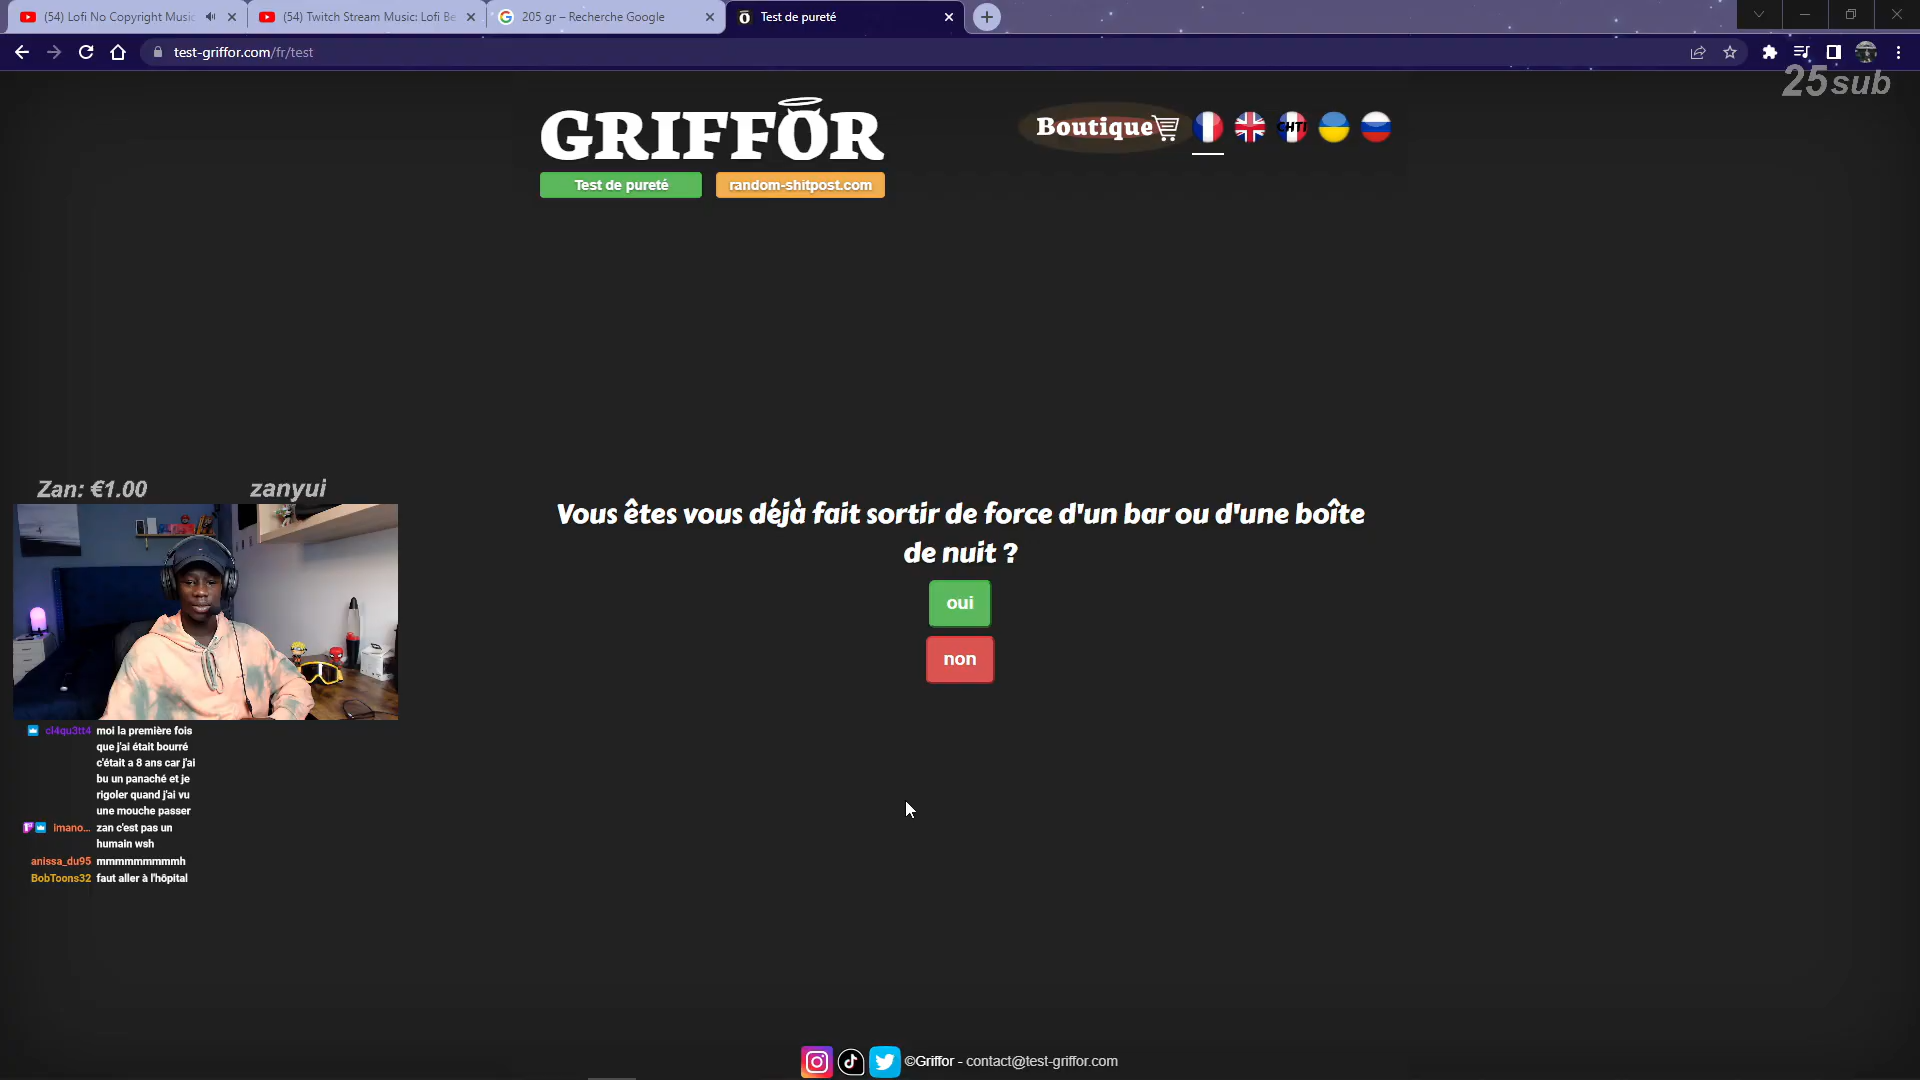 (54) Lofi No Copyright Music
(54) Twitch Stream Music: Lofi Be
205 gr – Recherche Google
Test de pureté
test-griffor.com/fr/test
25sub
GRIFFOR
Boutique
CHTI
Test de pureté
random-shitpost.com
Zan: €1.00
zanyui
Vous êtes vous déjà fait sortir de force d'un bar ou d'une boîte
de nuit ?
oui
non
cl4qu3tt4 moi la première fois
que j'ai était bourré
c'était a 8 ans car j'ai
bu un panaché et je
rigoler quand j'ai vu
une mouche passer
lmano... zan c'est pas un
humain wsh
anissa_du95 mmmmmmmmmh
BobToons32 faut aller à l'hôpital
©Griffor - contact@test-griffor.com